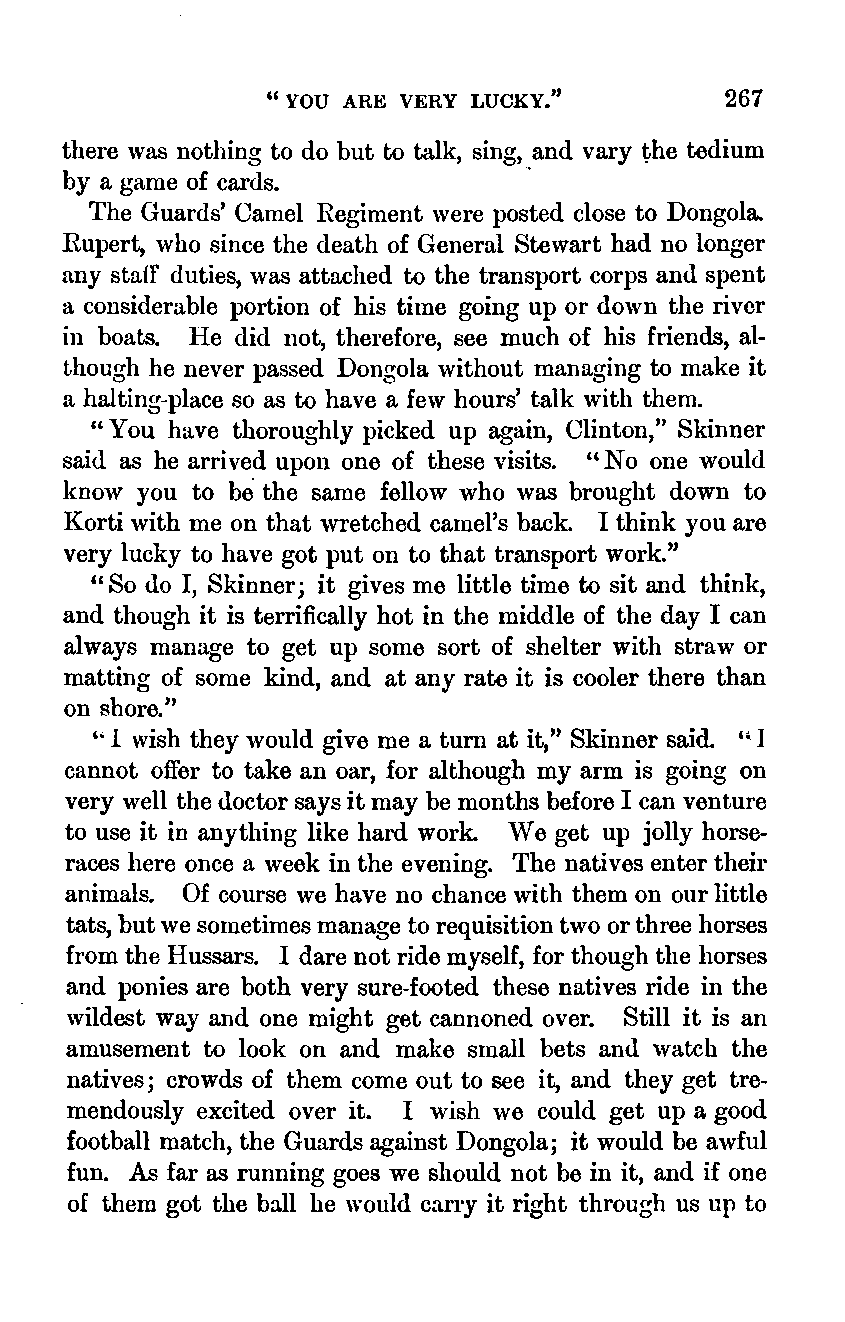 "YOU ARE VERY LUCKY." 267
there was nothing to do but to talk, sing, and vary the tedium
by a game of cards.
The Guards' Camel Regiment were posted close to Dongola.
Rupert, who since the death of General Stewart had no longer
any staff duties, was attached to the transport corps and spent
a considerable portion of his time going up or down the river
in boats. He did not, therefore, see much of his friends, al-
though he never passed Dongola without managing to make it
a halting-place so as to have a few hours' talk with them.
"You have thoroughly picked up again, Clinton," Skinner
said as he arrived upon one of these visits. "No one would
know you to be the same fellow who was brought down to
Korti with me on that wretched camel's back. I think you are
very lucky to have got put on to that transport work."
"So do I, Skinner; it gives me little time to sit and think,
and though it is terrifically hot in the middle of the day I can
always manage to get up some sort of shelter with straw or
matting of some kind, and at any rate it is cooler there than
on shore."
"I wish they would give me a turn at it," Skinner said. "I
cannot offer to take an oar, for although my arm is going on
very well the doctor says it may be months before I can venture
to use it in anything like hard work. We get up jolly horse-
races here once a week in the evening. The natives enter their
animals. Of course we have no chance with them on our little
tats, but we sometimes manage to requisition two or three horses
from the Hussars. I dare not ride myself, for though the horses
and ponies are both very sure-footed these natives ride in the
wildest way and one might get cannoned over. Still it is an
amusement to look on and make small bets and watch the
natives; crowds of them come out to see it, and they get tre-
mendously excited over it. I wish we could get up a good
football match, the Guards against Dongola; it would be awful
fun. As far as running goes we should not be in it, and if one
of them got the ball he would carry it right through us up to